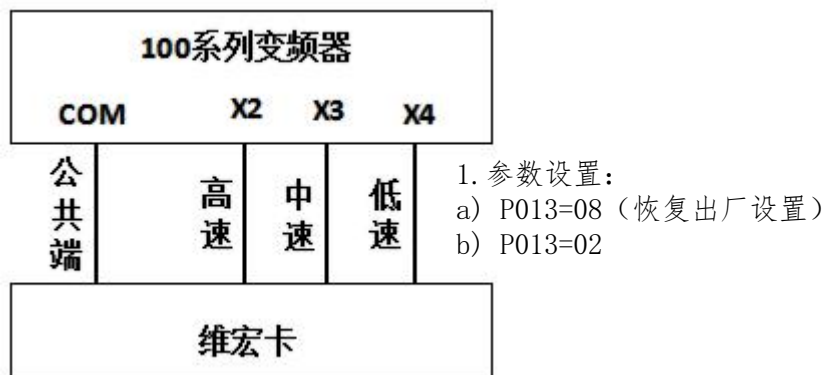 100系列变频器
COM X2 X3 X4
公共端
高速
中速
低速
维宏卡
1.参数设置：
a) P013=08（恢复出厂设置）
b) P013=02